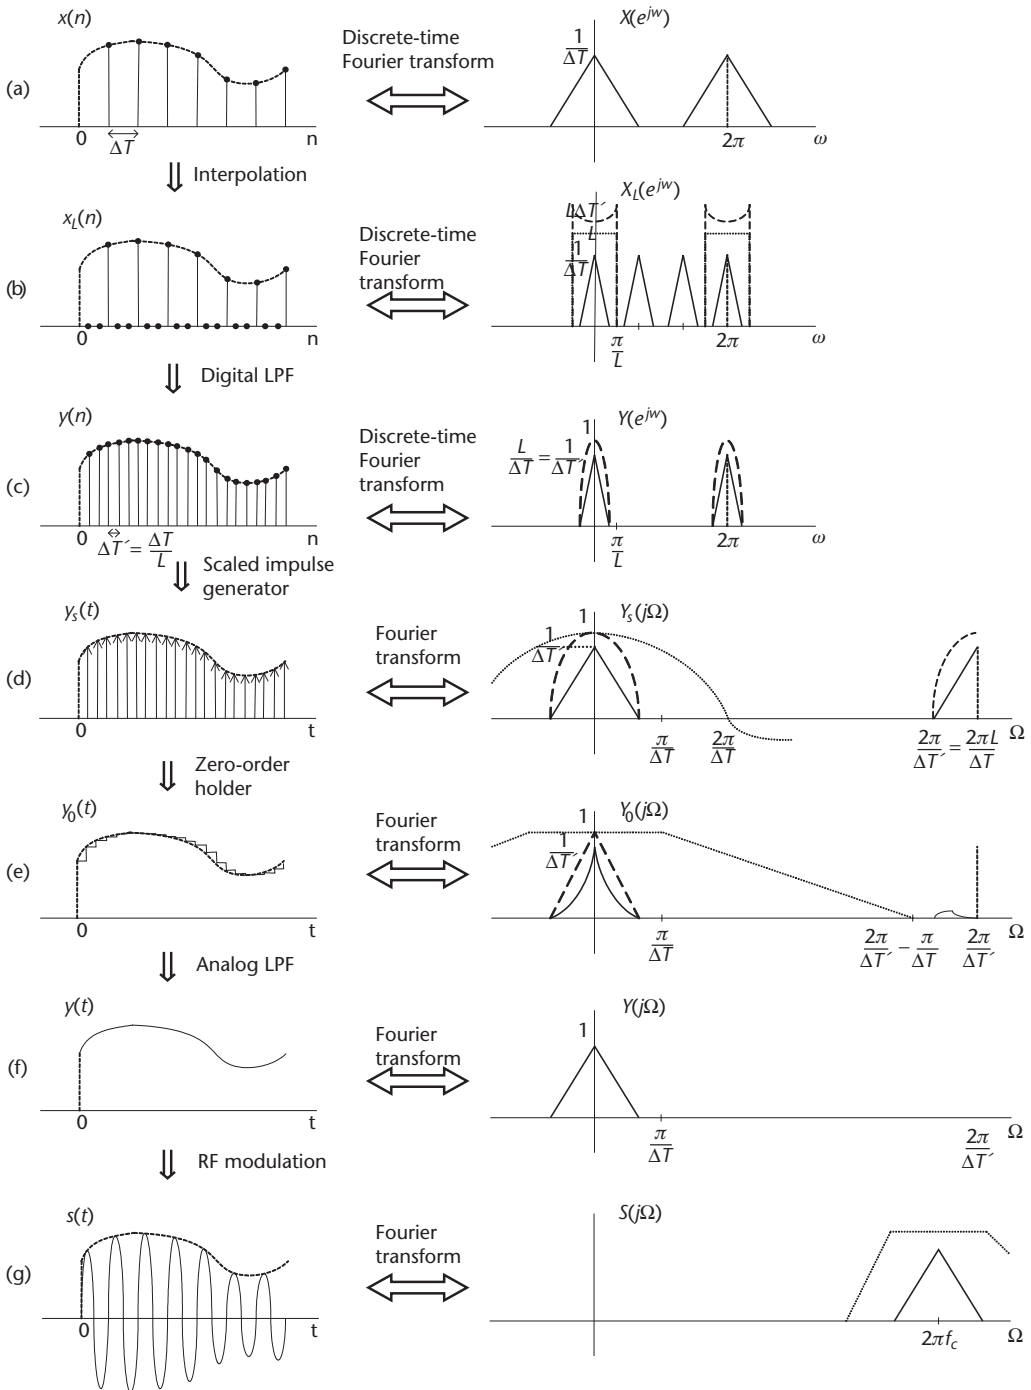 x(n)
Discrete-time
Fourier transform
X(e^{jw})
1
ΔT
(a)
0
ΔT
n
2π
ω
Interpolation
x_L(n)
Discrete-time
Fourier
transform
X_L(e^{jw})
LΔT′
L
1
ΔT
(b)
0
n
π
L
2π
ω
Digital LPF
y(n)
Discrete-time
Fourier
transform
Y(e^{jw})
1
L/ΔT = 1/ΔT′
(c)
0
ΔT′ = ΔT/L
n
π
L
2π
ω
Scaled impulse
generator
y_s(t)
Fourier
transform
Y_s(jΩ)
1
1
ΔT′
(d)
0
t
π
ΔT
2π
ΔT
2π/ΔT′ = 2πL/ΔT
Ω
Zero-order
holder
y_0(t)
Fourier
transform
Y_0(jΩ)
1
1
ΔT′
(e)
0
t
π
ΔT
2π/ΔT′ − π/ΔT
2π
ΔT′
Ω
Analog LPF
y(t)
Fourier
transform
Y(jΩ)
1
(f)
0
t
π
ΔT
2π
ΔT′
Ω
RF modulation
s(t)
Fourier
transform
S(jΩ)
(g)
0
t
2πf_c
Ω